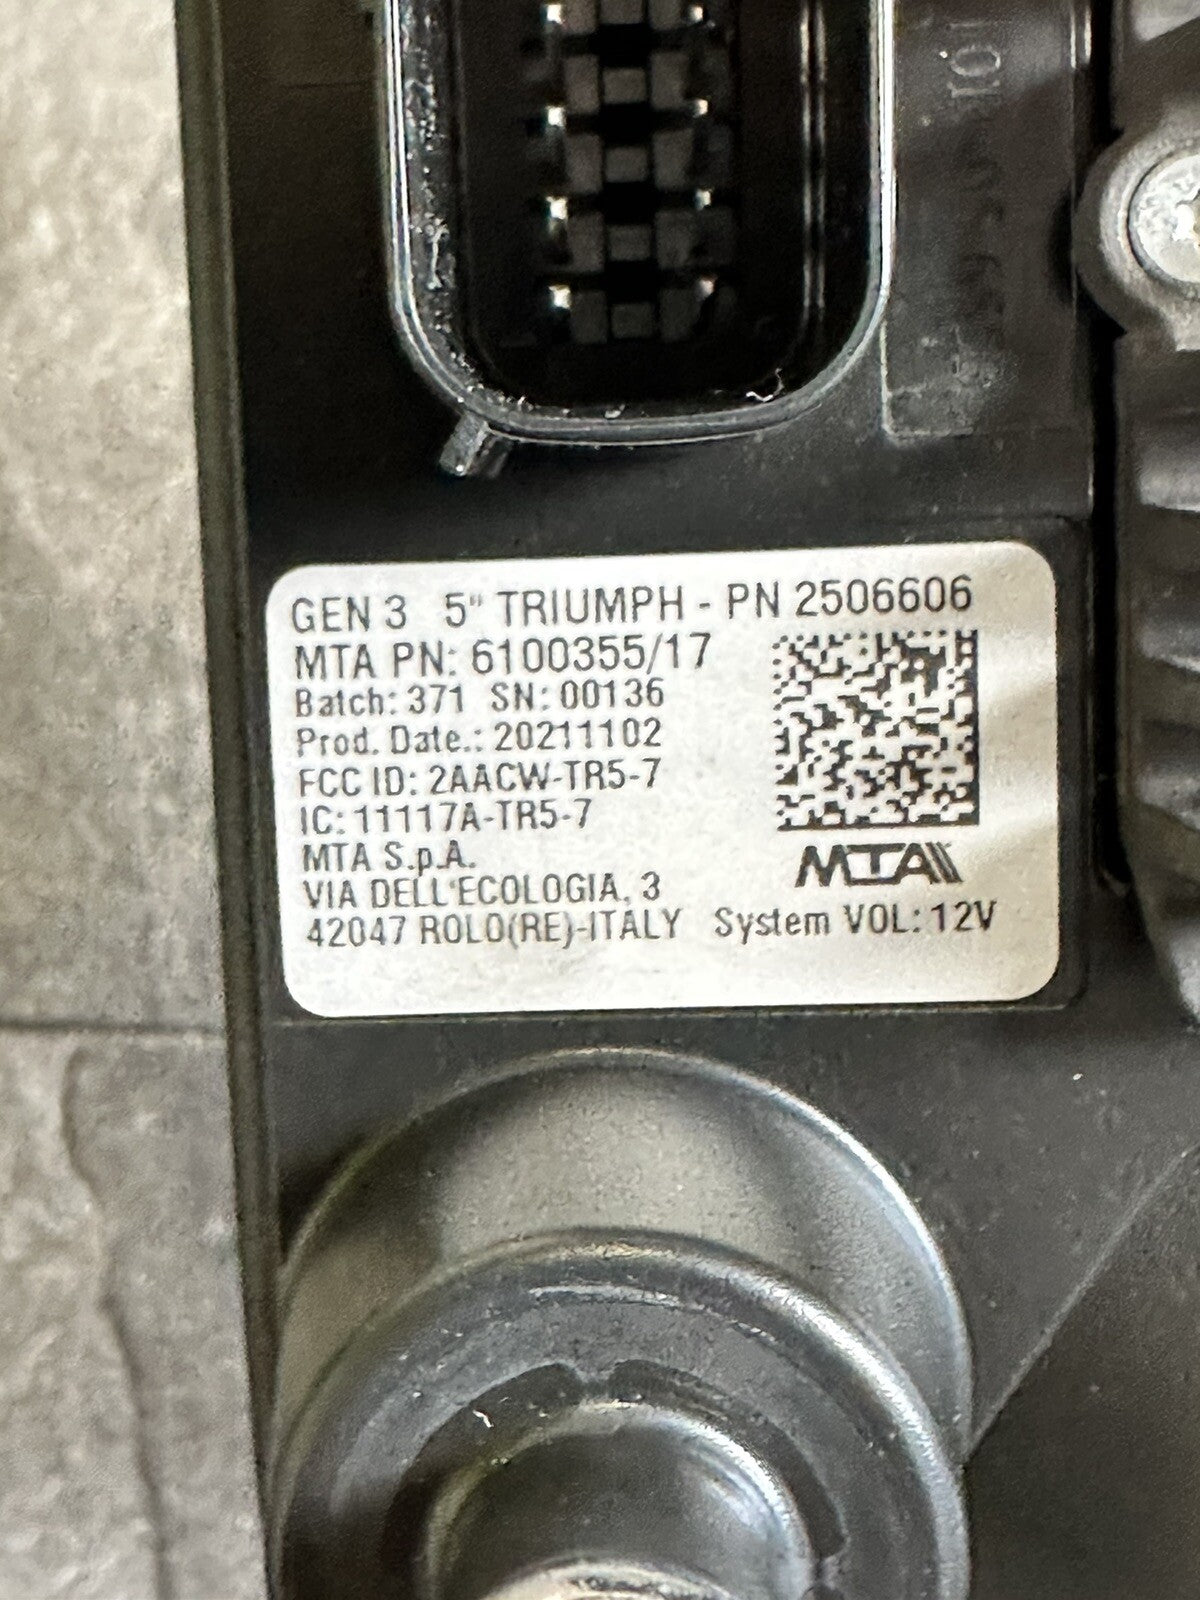 GEN 3 5" TRIUMPH - PN 2506606
MTA PN: 6100355/17
Batch: 371 SN: 00136
Prod. Date.: 20211102
FCC ID: 2AACW-TR5-7
IC: 11117A-TR5-7
MTA S.p.A.
VIA DELL'ECOLOGIA, 3
42047 ROLO(RE)-ITALY System VOL: 12V
MTA